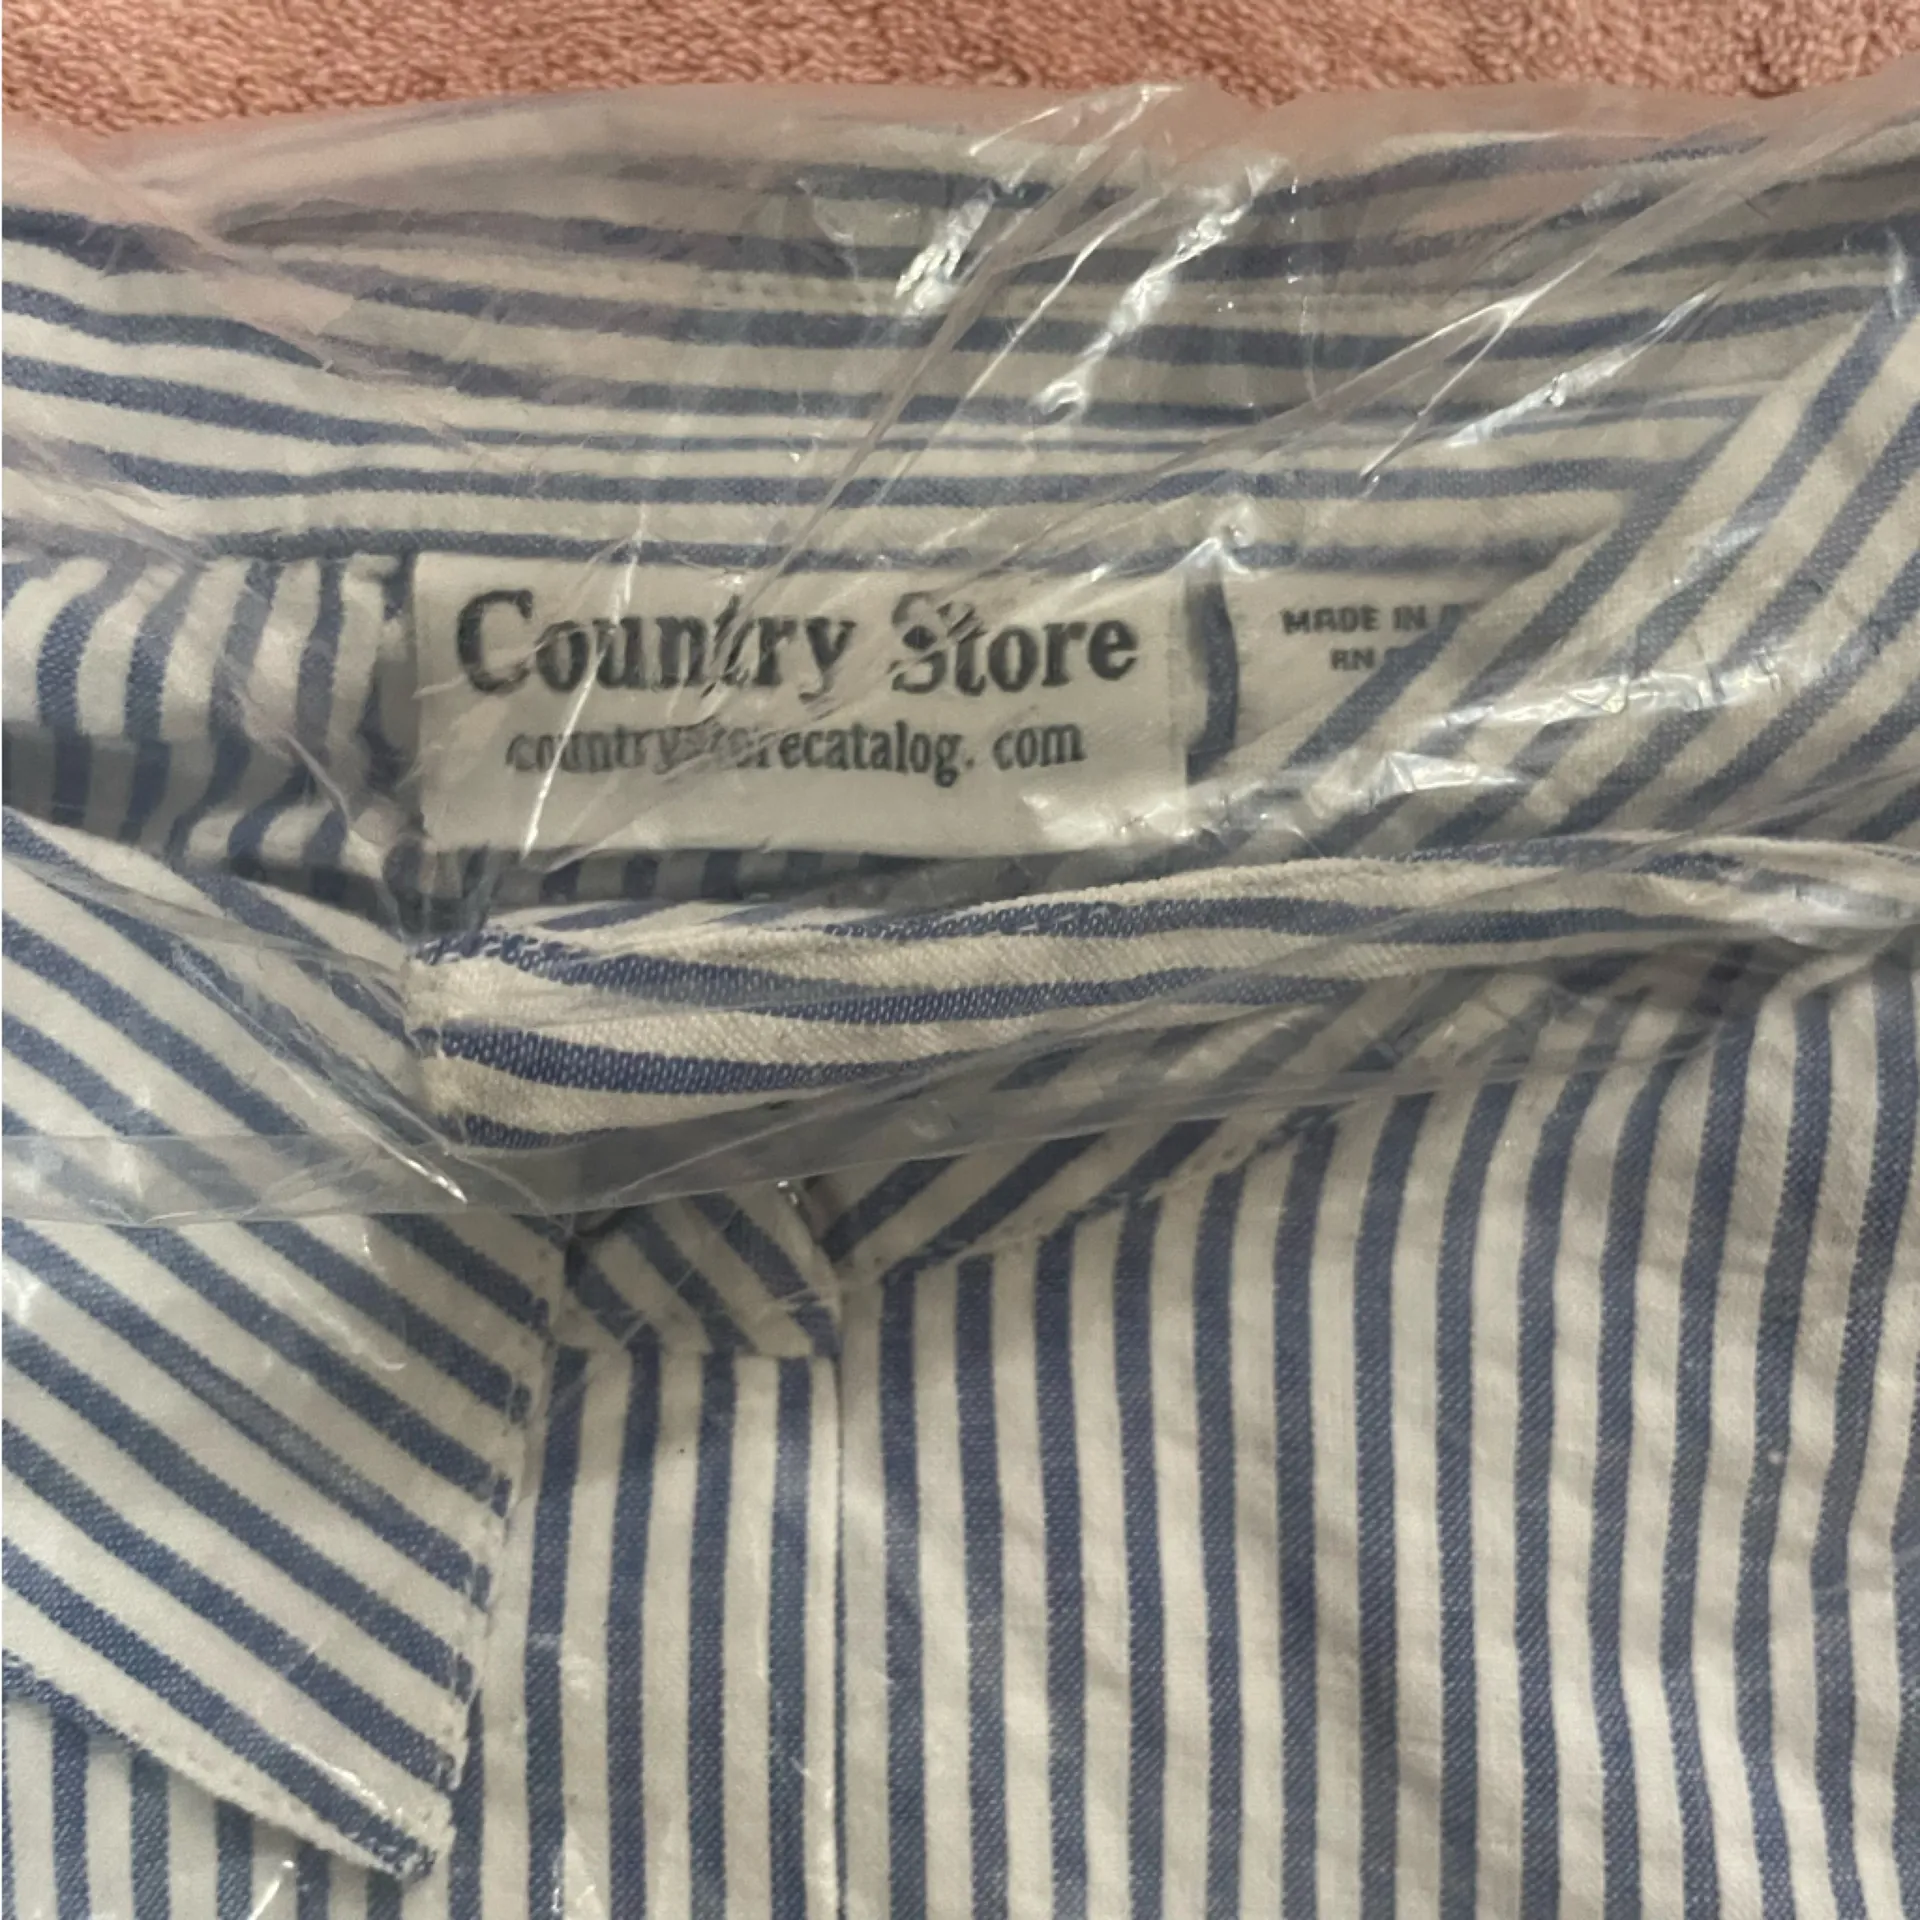 Country Store
countrystorecatalog.com
MADE IN
RN